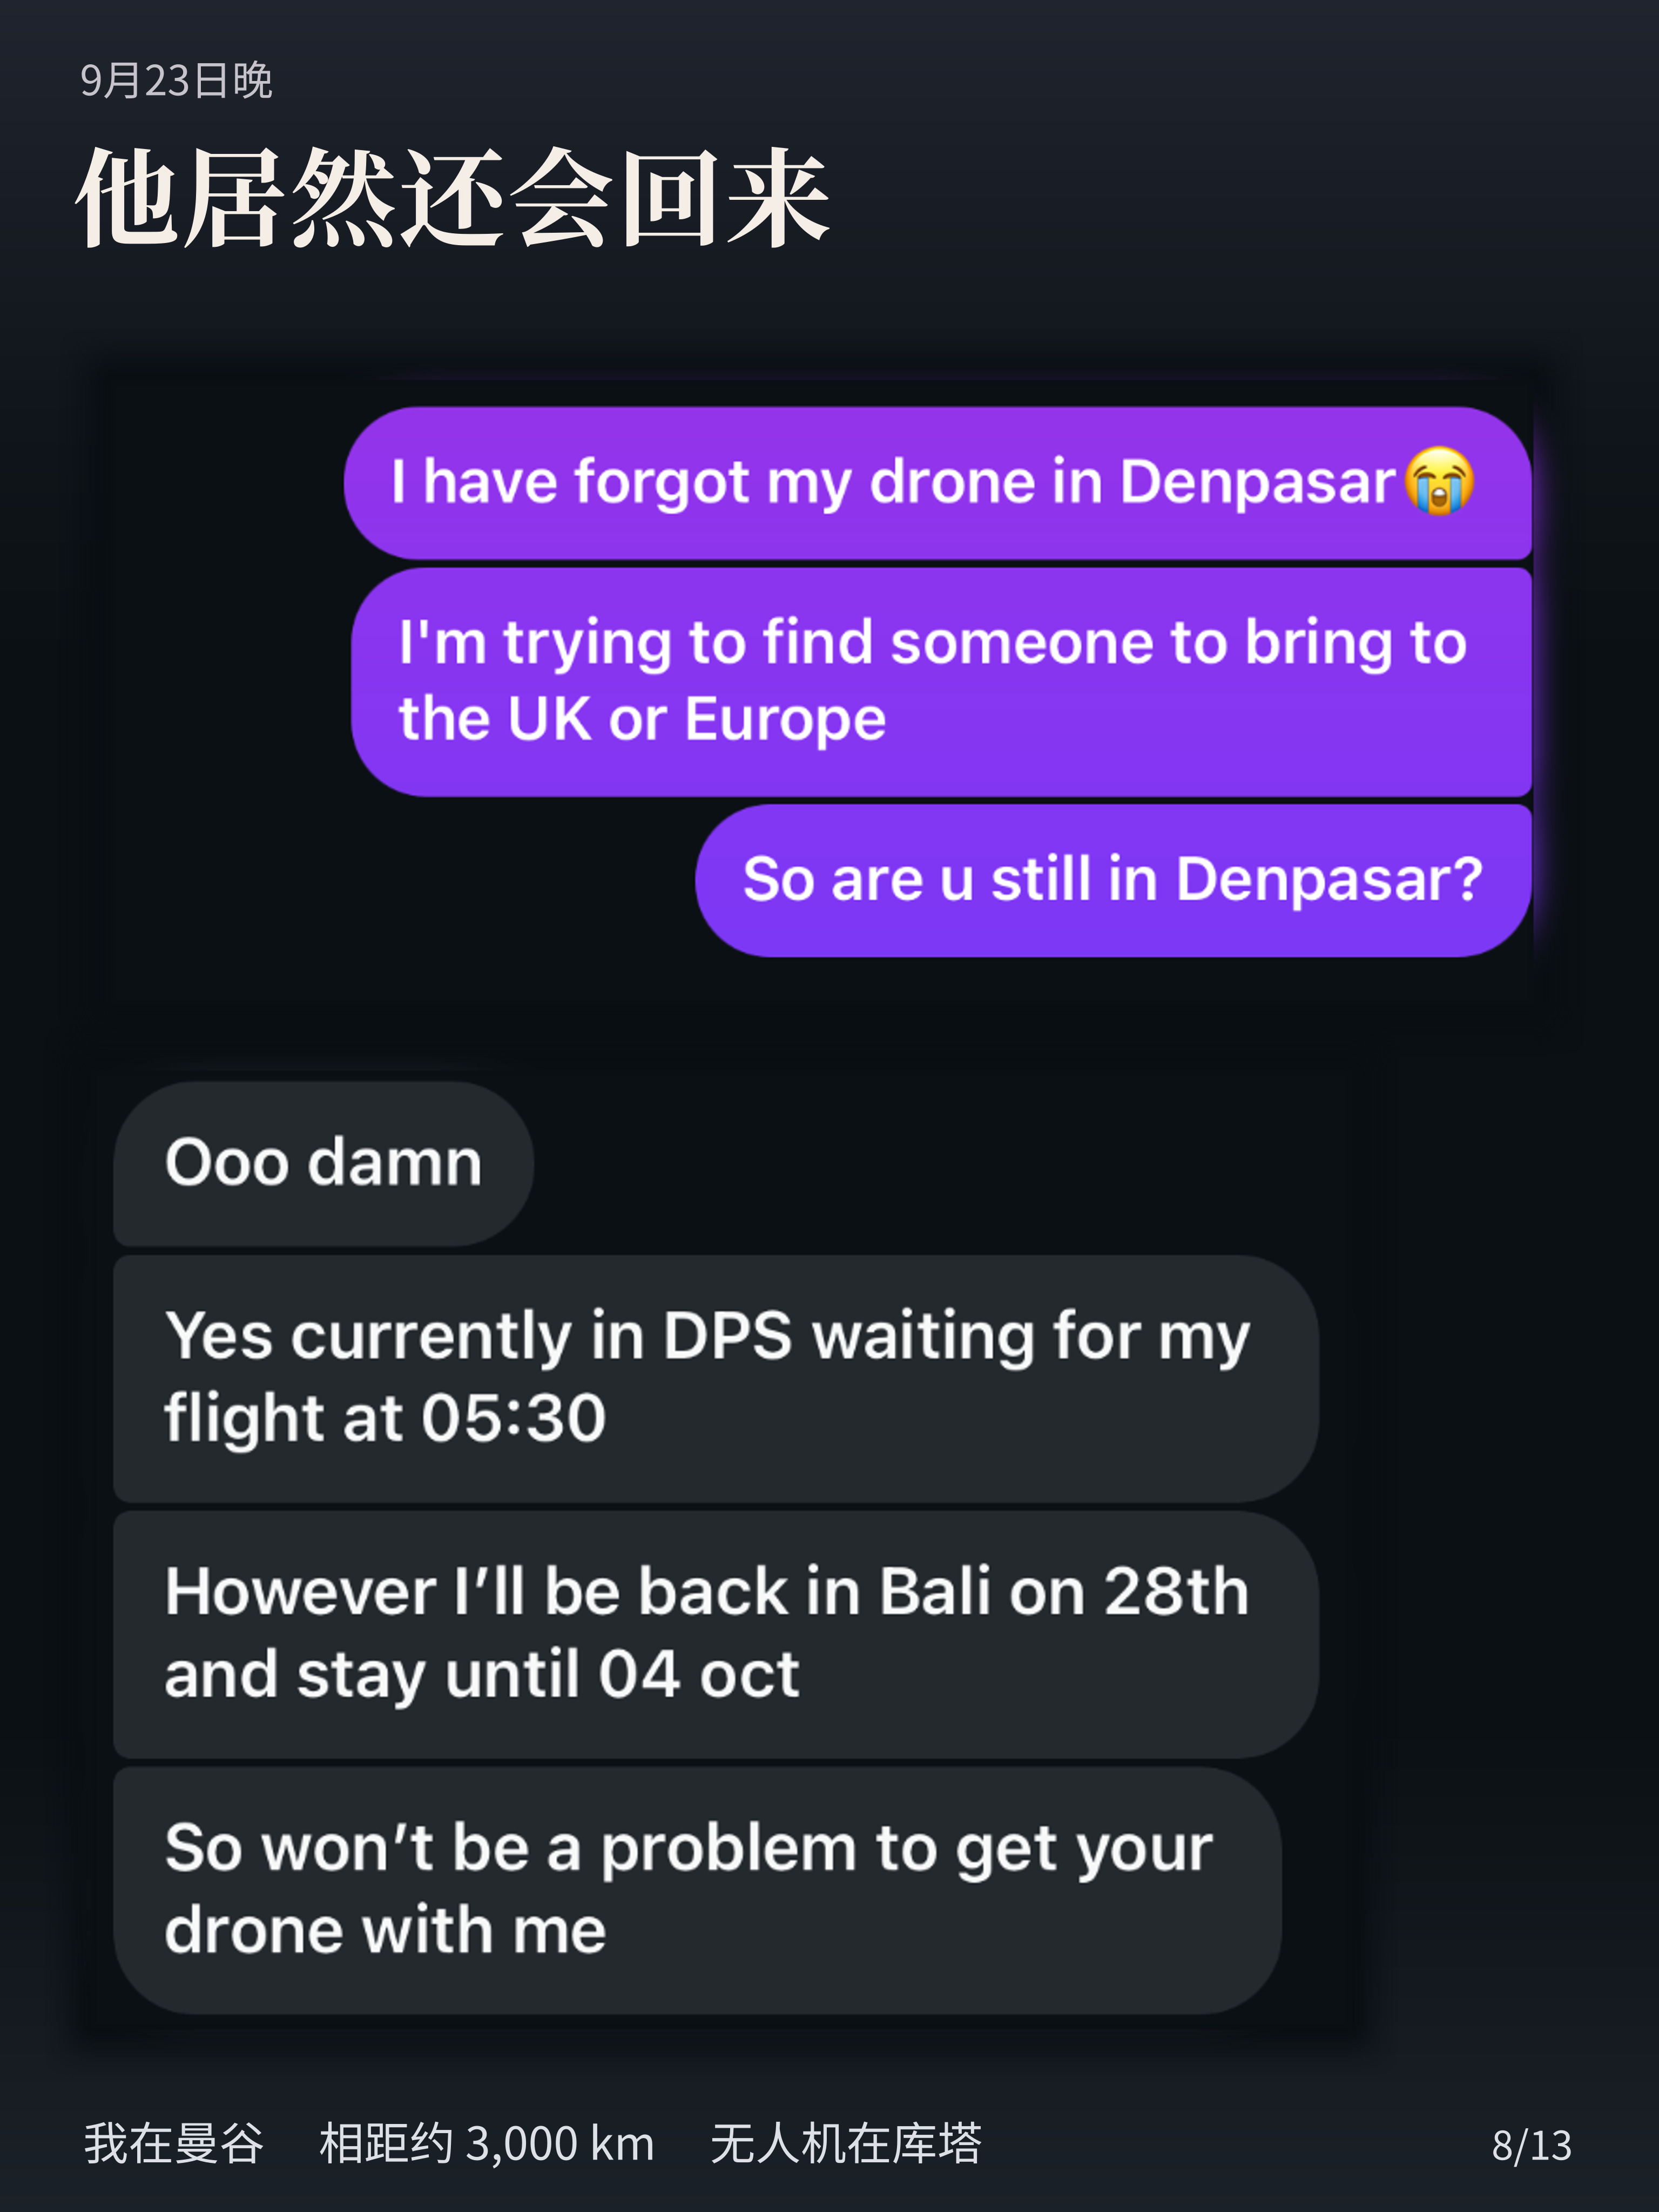 9月23日晚
他居然还会回来
I have forgot my drone in Denpasar😭
I'm trying to find someone to bring to
the UK or Europe
So are u still in Denpasar?
Ooo damn
Yes currently in DPS waiting for my
flight at 05:30
However I’ll be back in Bali on 28th
and stay until 04 oct
So won’t be a problem to get your
drone with me
我在曼谷 相距约 3,000 km 无人机在库塔 8/13